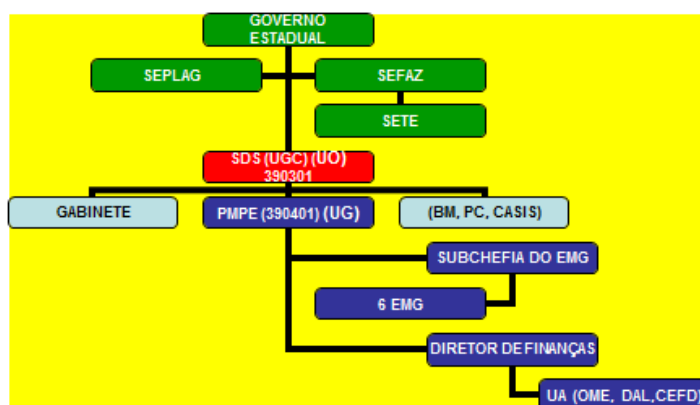 GOVERNO
ESTADUAL
SEPLAG
SEFAZ
SETE
SDS (UGC) (UO)
390301
GABINETE
PMPE (390401) (UG)
(BM, PC, CASIS)
SUBCHEFIA DO EMG
6 EMG
DIRETOR DE FINANÇAS
UA (OME, DAL,CEFD)